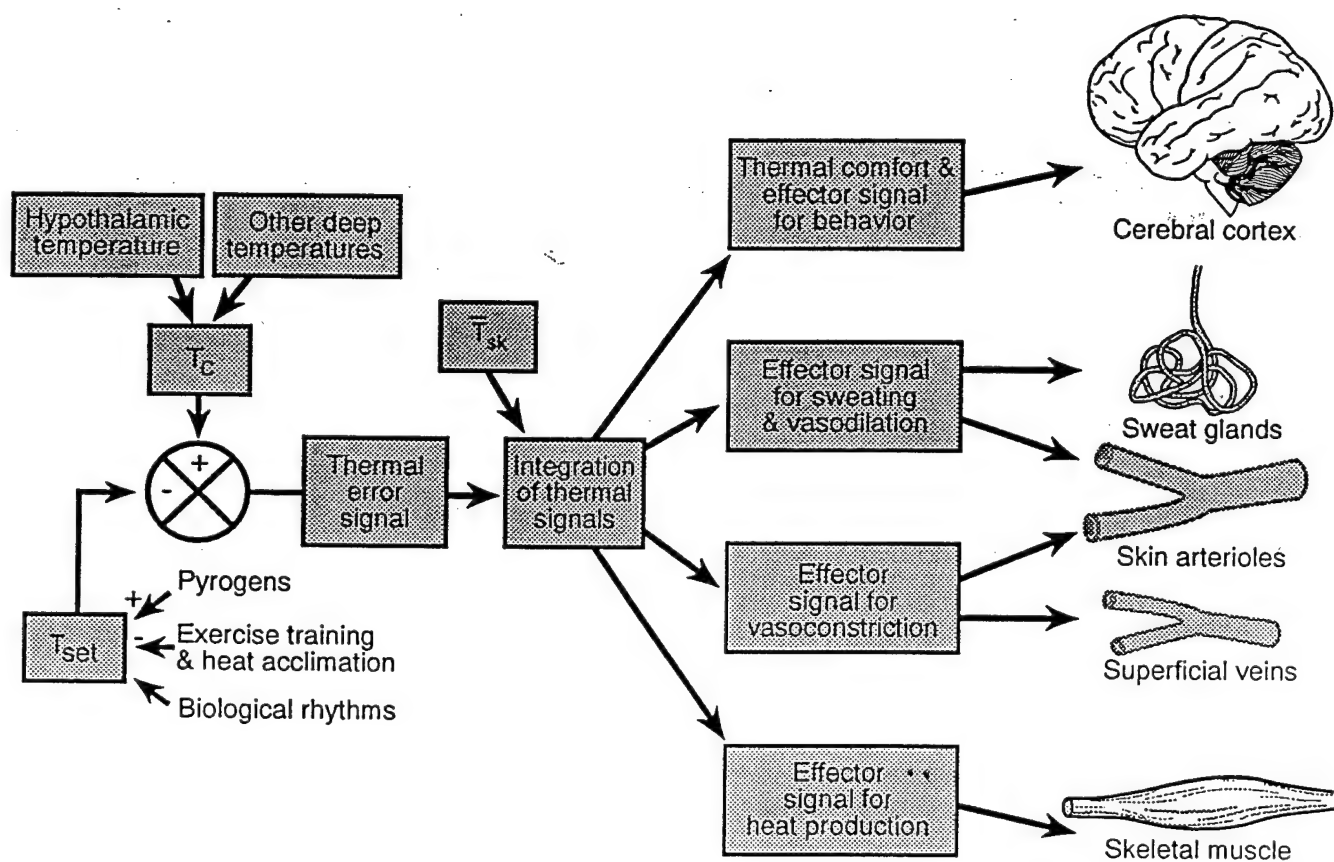 Hypothalamic
temperature
Other deep
temperatures
T_C
+
-
T_set
+
Pyrogens
-
Exercise training
& heat acclimation
Biological rhythms
Thermal
error
signal
T̅_sk
Integration
of thermal
signals
Thermal comfort &
effector signal
for behavior
Cerebral cortex
Effector signal
for sweating
& vasodilation
Sweat glands
Skin arterioles
Effector
signal for
vasoconstriction
Superficial veins
Effector
signal for
heat production
Skeletal muscle